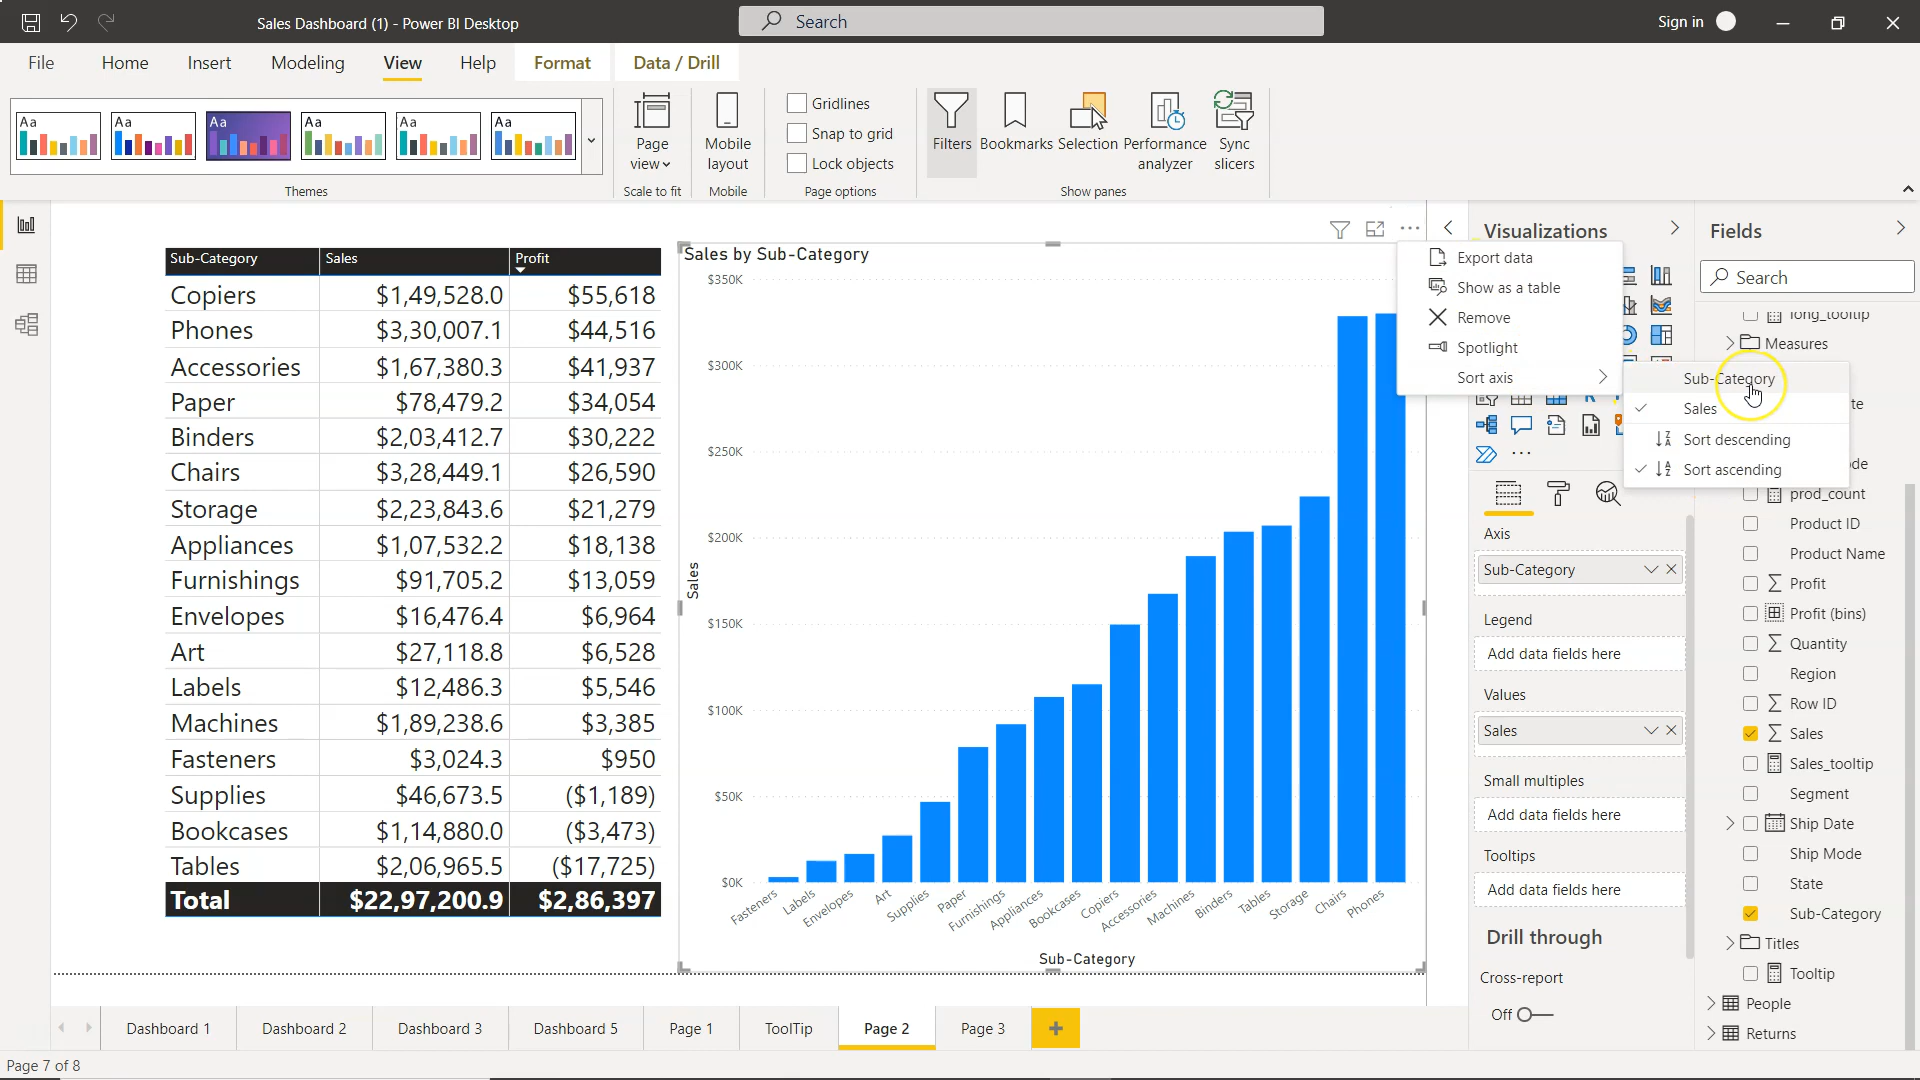 Sales Dashboard (1) - Power BI Desktop
Search
Sign in
File
Home
Insert
Modeling
View
Help
Format
Data / Drill
Aa
Aa
Aa
Aa
Aa
Aa
Themes
Page
view
Scale to fit
Mobile
layout
Mobile
Gridlines
Snap to grid
Lock objects
Page options
Filters
Bookmarks
Selection
Performance
analyzer
Sync
slicers
Show panes
Sub-Category Sales Profit
Copiers $1,49,528.0 $55,618
Phones $3,30,007.1 $44,516
Accessories $1,67,380.3 $41,937
Paper $78,479.2 $34,054
Binders $2,03,412.7 $30,222
Chairs $3,28,449.1 $26,590
Storage $2,23,843.6 $21,279
Appliances $1,07,532.2 $18,138
Furnishings $91,705.2 $13,059
Envelopes $16,476.4 $6,964
Art $27,118.8 $6,528
Labels $12,486.3 $5,546
Machines $1,89,238.6 $3,385
Fasteners $3,024.3 $950
Supplies $46,673.5 ($1,189)
Bookcases $1,14,880.0 ($3,473)
Tables $2,06,965.5 ($17,725)
Total $22,97,200.9 $2,86,397
Sales by Sub-Category
$350K
$300K
$250K
$200K
$150K
$100K
$50K
$0K
Sales
Fasteners
Labels
Envelopes
Art
Supplies
Paper
Furnishings
Appliances
Bookcases
Copiers
Accessories
Machines
Binders
Tables
Storage
Chairs
Phones
Sub-Category
Export data
Show as a table
Remove
Spotlight
Sort axis
Sub-Category
Sales
Sort descending
Sort ascending
Visualizations
Axis
Sub-Category
Legend
Add data fields here
Values
Sales
Small multiples
Add data fields here
Tooltips
Add data fields here
Drill through
Cross-report
Off
Fields
Search
long_tooltip
Measures
te
de
prod_count
Product ID
Product Name
Profit
Profit (bins)
Quantity
Region
Row ID
Sales
Sales_tooltip
Segment
Ship Date
Ship Mode
State
Sub-Category
Titles
Tooltip
People
Returns
Dashboard 1
Dashboard 2
Dashboard 3
Dashboard 5
Page 1
ToolTip
Page 2
Page 3
Page 7 of 8